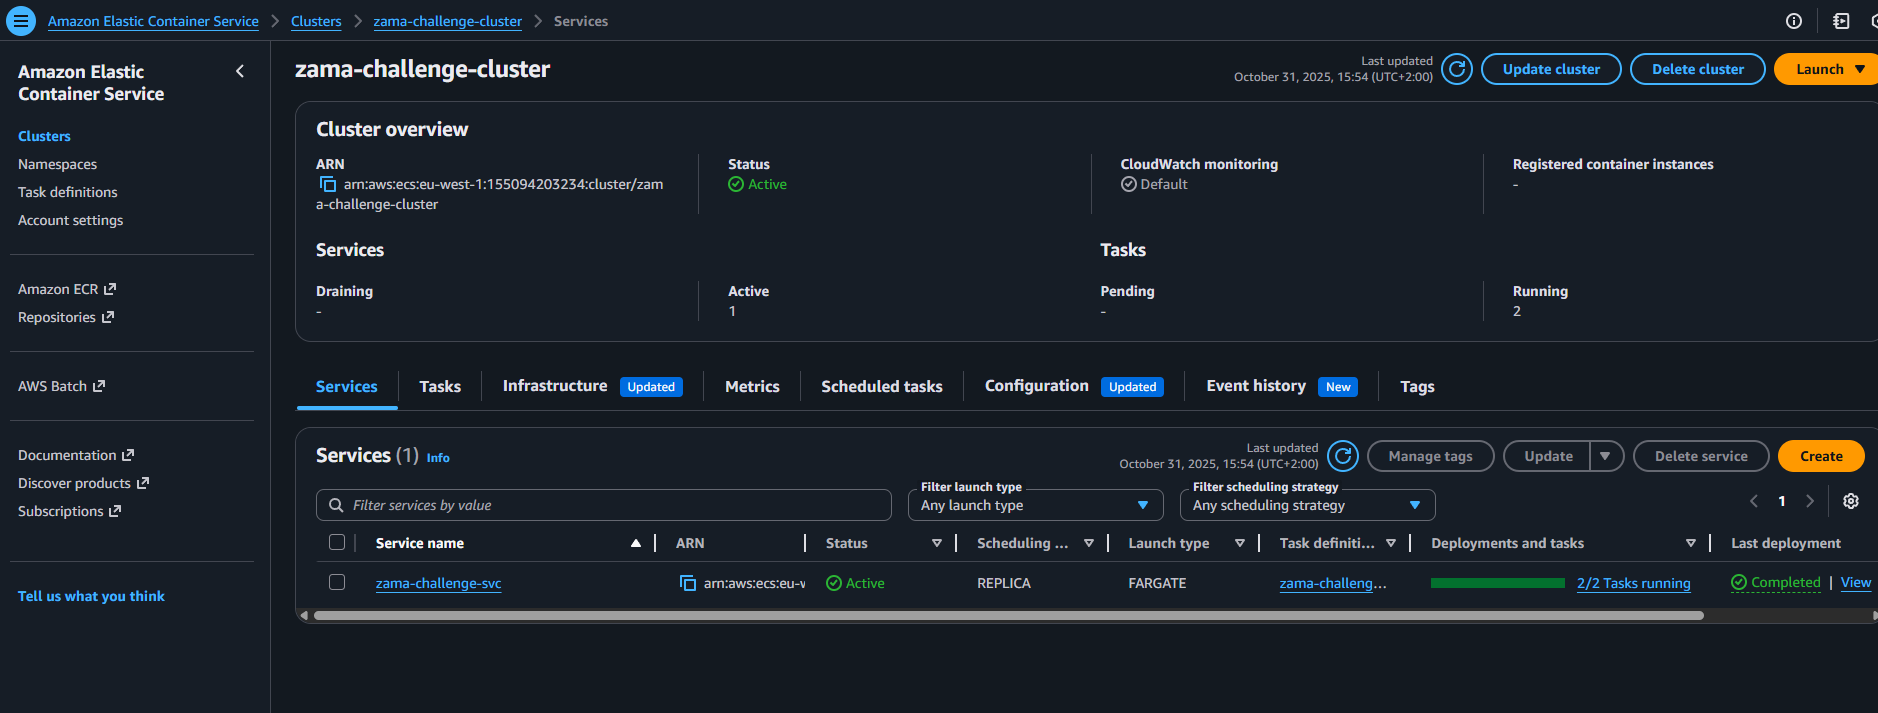 Amazon Elastic Container Service > Clusters > zama-challenge-cluster > Services
Amazon Elastic
Container Service
Clusters
Namespaces
Task definitions
Account settings
Amazon ECR
Repositories
AWS Batch
Documentation
Discover products
Subscriptions
Tell us what you think
zama-challenge-cluster
Last updated
October 31, 2025, 15:54 (UTC+2:00)
Update cluster
Delete cluster
Launch
Cluster overview
ARN
arn:aws:ecs:eu-west-1:155094203234:cluster/zam
a-challenge-cluster
Status
Active
CloudWatch monitoring
Default
Registered container instances
-
Services
Draining
-
Active
1
Tasks
Pending
-
Running
2
Services
Tasks
Infrastructure Updated
Metrics
Scheduled tasks
Configuration Updated
Event history New
Tags
Services (1) Info
Last updated
October 31, 2025, 15:54 (UTC+2:00)
Manage tags
Update
Delete service
Create
Filter services by value
Filter launch type
Any launch type
Filter scheduling strategy
Any scheduling strategy
1
Service name ARN Status Scheduling ... Launch type Task definiti... Deployments and tasks Last deployment
zama-challenge-svc arn:aws:ecs:eu-v Active REPLICA FARGATE zama-challeng... 2/2 Tasks running Completed | View